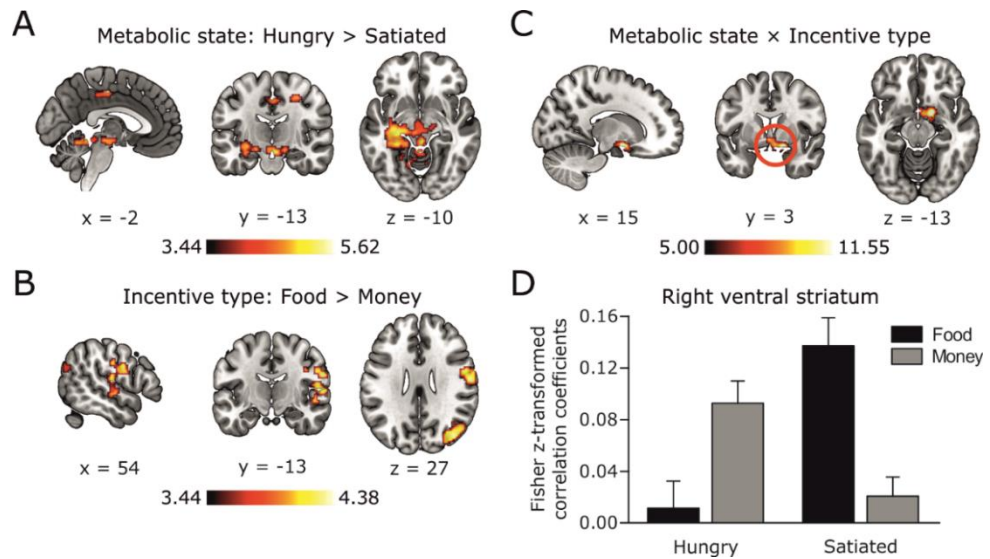 A
Metabolic state: Hungry > Satiated
x = -2
y = -13
z = -10
3.44
5.62
B
Incentive type: Food > Money
x = 54
y = -13
z = 27
3.44
4.38
C
Metabolic state × Incentive type
x = 15
y = 3
z = -13
5.00
11.55
D
Right ventral striatum
Fisher z-transformed
correlation coefficients
0.16
0.12
0.08
0.04
0.00
Food
Money
Hungry
Satiated